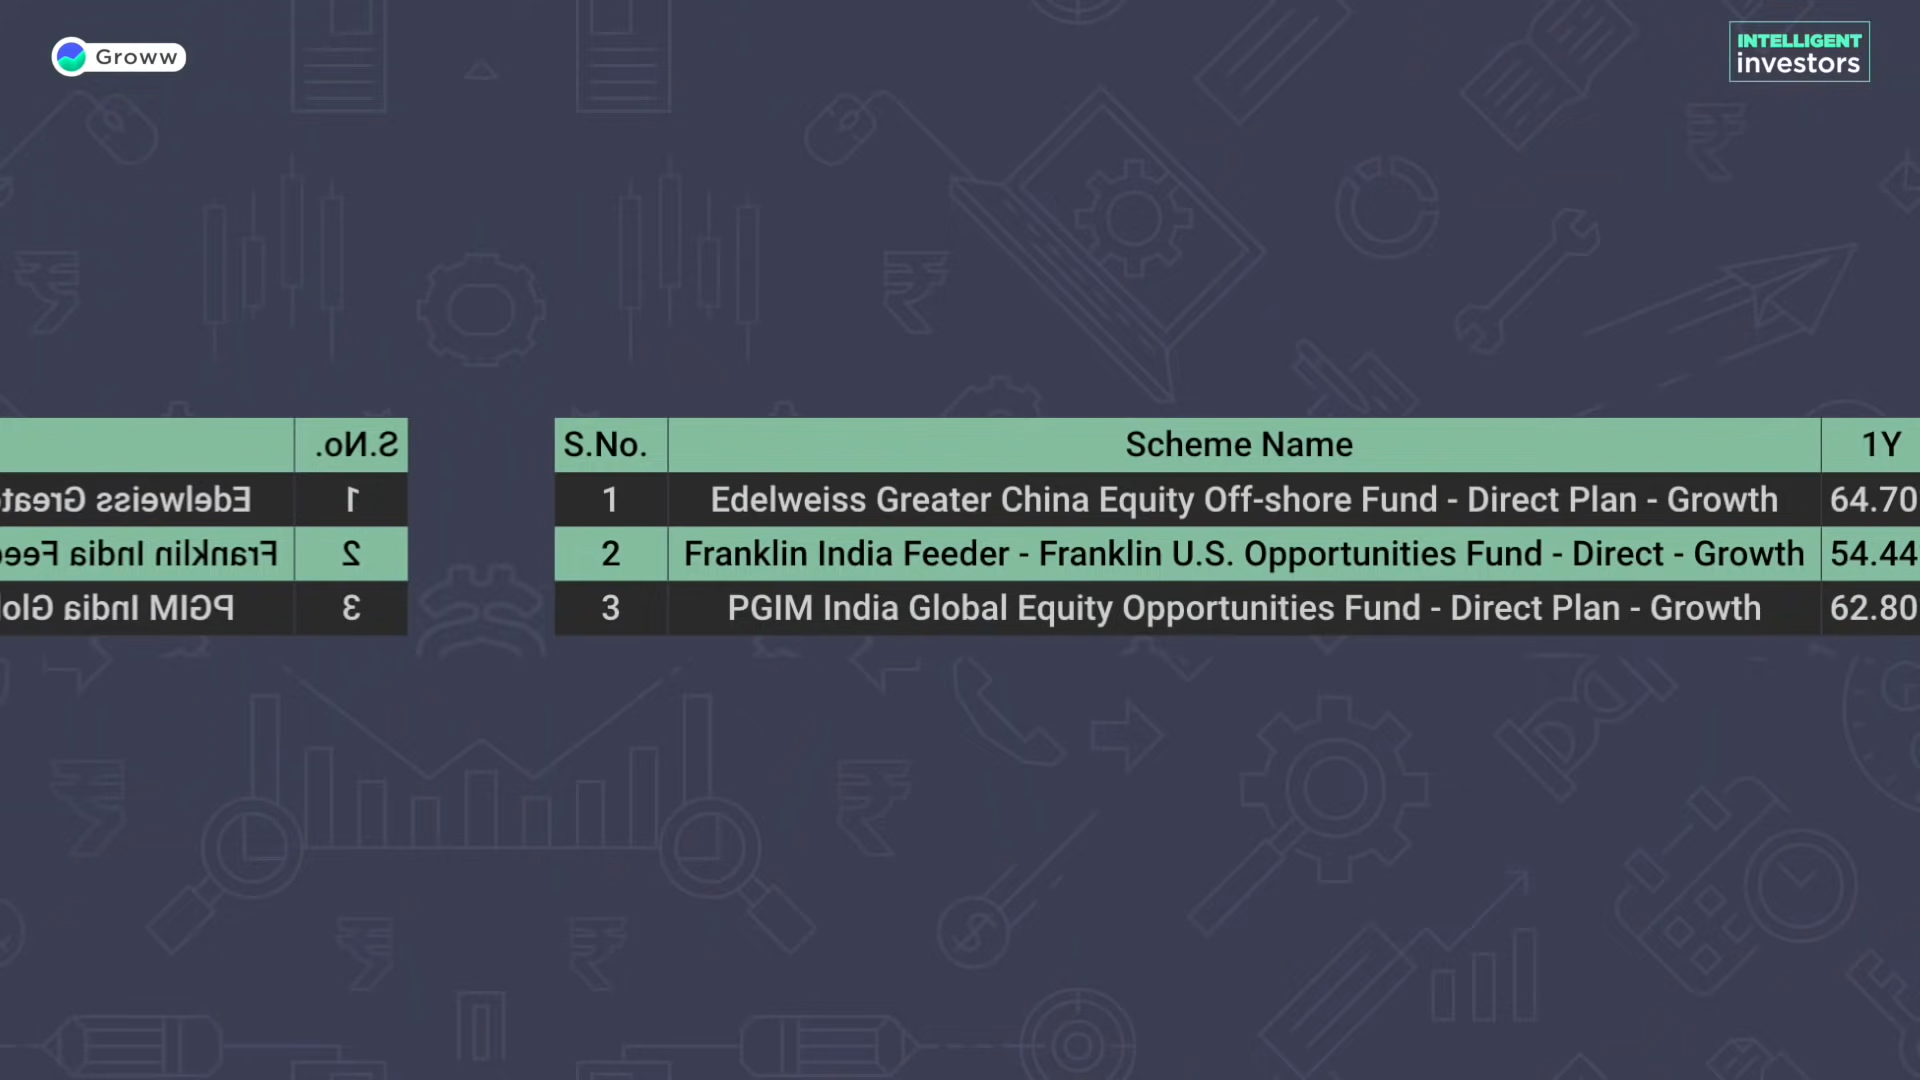 Groww
INTELLIGENT
investors
S.No.
S.No. Scheme Name 1Y
Edelweiss Great 1
1 Edelweiss Greater China Equity Off-shore Fund - Direct Plan - Growth 64.70
Franklin India Fee 2
2 Franklin India Feeder - Franklin U.S. Opportunities Fund - Direct - Growth 54.44
PGIM India Glo 3
3 PGIM India Global Equity Opportunities Fund - Direct Plan - Growth 62.80